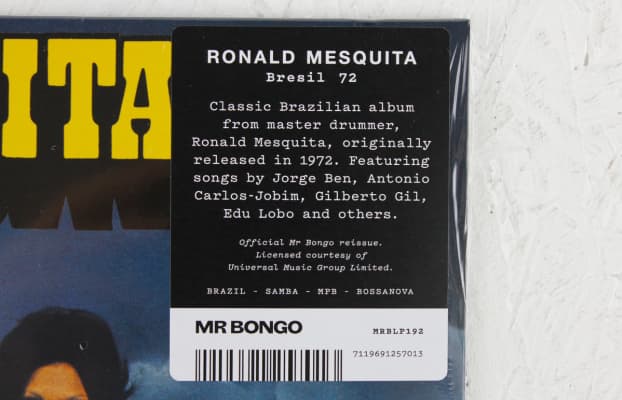 ITA
RONALD MESQUITA
Bresil 72
Classic Brazilian album
from master drummer,
Ronald Mesquita, originally
released in 1972. Featuring
songs by Jorge Ben, Antonio
Carlos-Jobim, Gilberto Gil,
Edu Lobo and others.
Official Mr Bongo reissue.
Licensed courtesy of
Universal Music Group Limited.
BRAZIL - SAMBA - MPB - BOSSANOVA
MR BONGO
MRBLP192
7119691257013